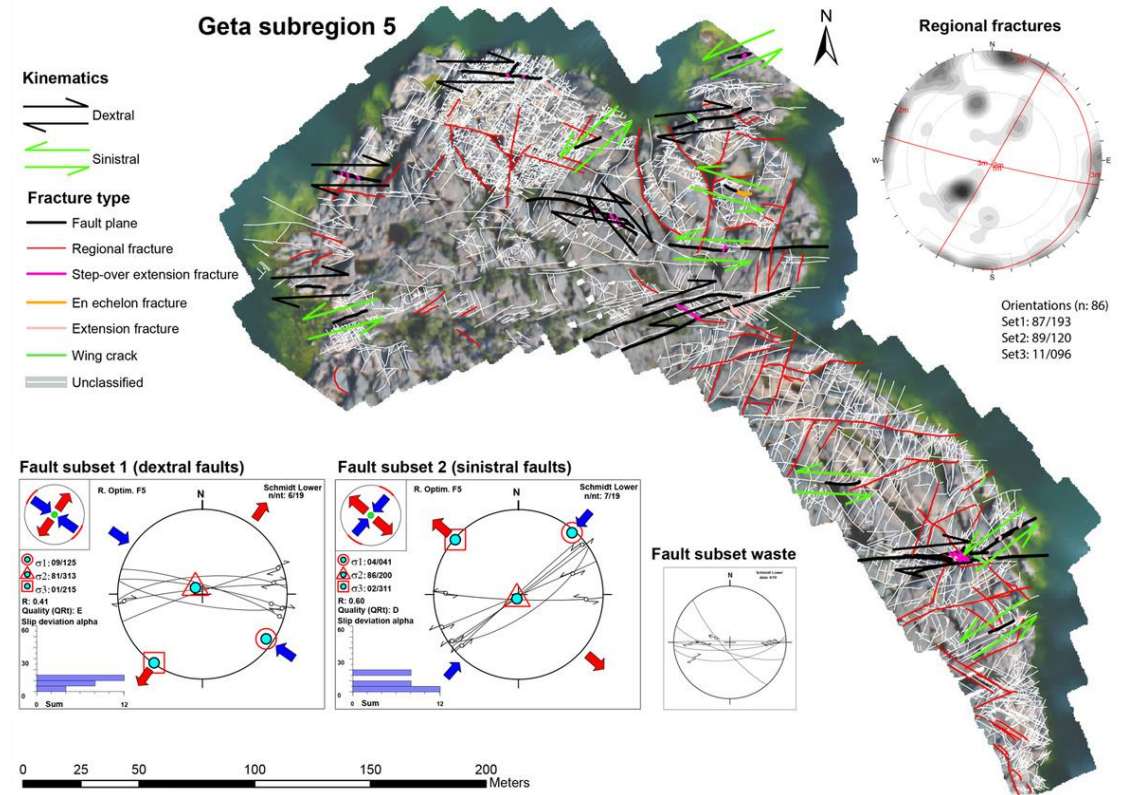 Geta subregion 5
N
Regional fractures
Kinematics
Dextral
Sinistral
Fracture type
Fault plane
Regional fracture
Step-over extension fracture
En echelon fracture
Extension fracture
Wing crack
Unclassified
N
W
E
S
3m
3m
Orientations (n: 86)
Set1: 87/193
Set2: 89/120
Set3: 11/096
Fault subset 1 (dextral faults)
R. Optim. F5
N
Schmidt Lower
n/nt: 6/19
σ1: 09/125
σ2: 81/313
σ3: 01/215
R: 0.41
Quality (QRt): E
Slip deviation alpha
60
30
0
0 Sum 12
Fault subset 2 (sinistral faults)
R. Optim. F5
N
Schmidt Lower
n/nt: 7/19
σ1: 04/041
σ2: 86/200
σ3: 02/311
R: 0.60
Quality (QRt): D
Slip deviation alpha
60
30
0
0 Sum 12
Fault subset waste
N
Schmidt Lower
0 25 50 100 150 200
Meters